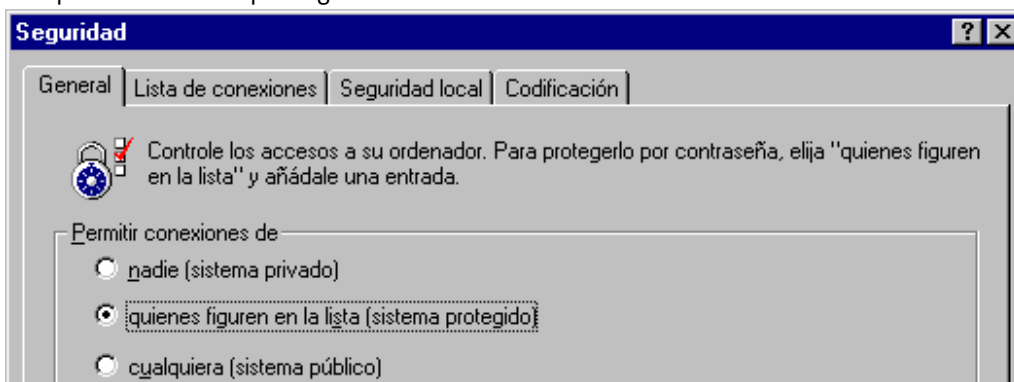 Seguridad
General Lista de conexiones Seguridad local Codificación
Controle los accesos a su ordenador. Para protegerlo por contraseña, elija "quienes figuren
en la lista" y añádale una entrada.
Permitir conexiones de
nadie (sistema privado)
quienes figuren en la lista (sistema protegido)
cualquiera (sistema público)